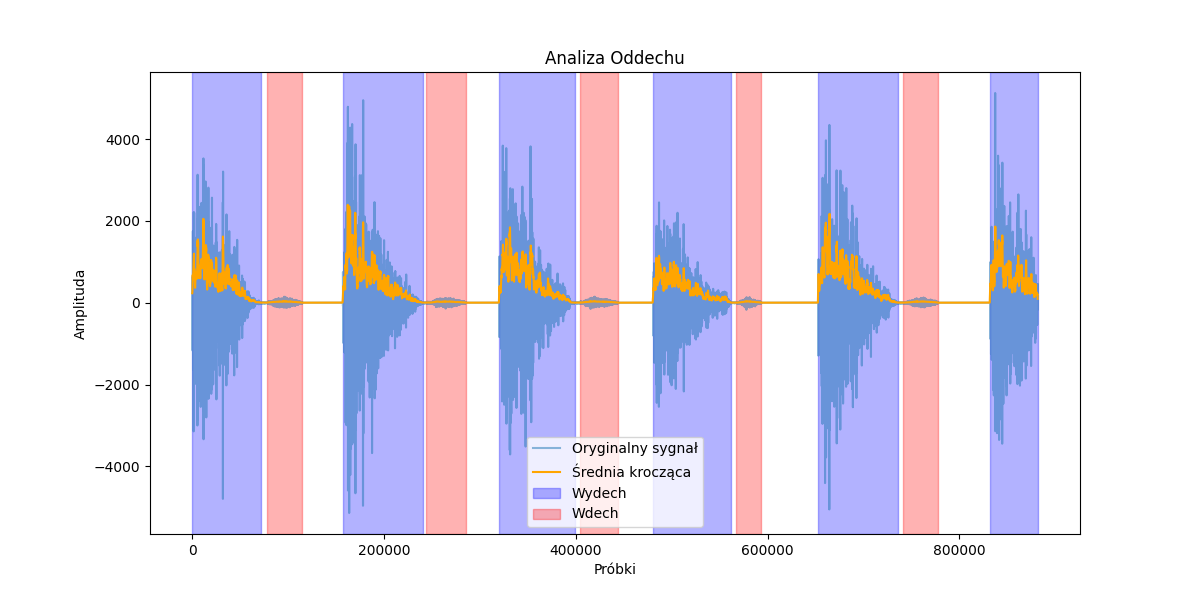 Analiza Oddechu
4000
2000
0
−2000
−4000
Amplituda
Oryginalny sygnał
Średnia krocząca
Wydech
Wdech
0 200000 400000 600000 800000
Próbki